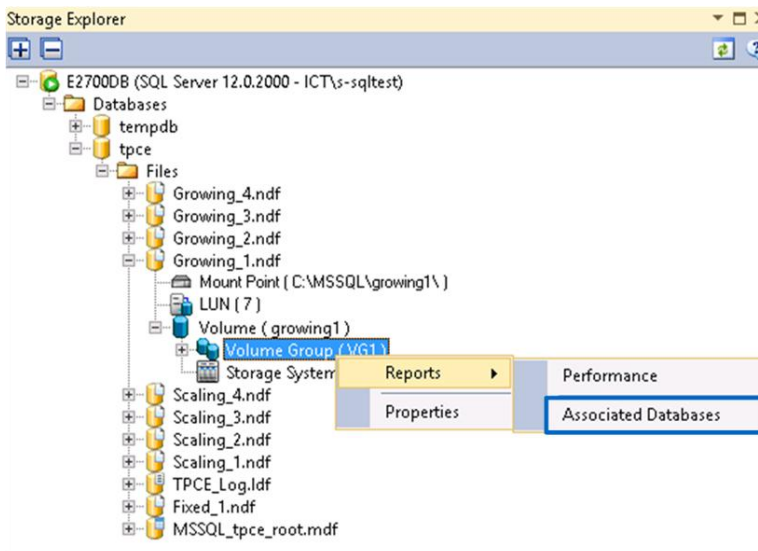 Storage Explorer
E2700DB (SQL Server 12.0.2000 - ICT\s-sqltest)
Databases
tempdb
tpce
Files
Growing_4.ndf
Growing_3.ndf
Growing_2.ndf
Growing_1.ndf
Mount Point ( C:\MSSQL\growing1\ )
LUN ( 7 )
Volume ( growing1 )
Volume Group ( VG1 )
Storage System
Reports
Performance
Properties
Associated Databases
Scaling_4.ndf
Scaling_3.ndf
Scaling_2.ndf
Scaling_1.ndf
TPCE_Log.ldf
Fixed_1.ndf
MSSQL_tpce_root.mdf